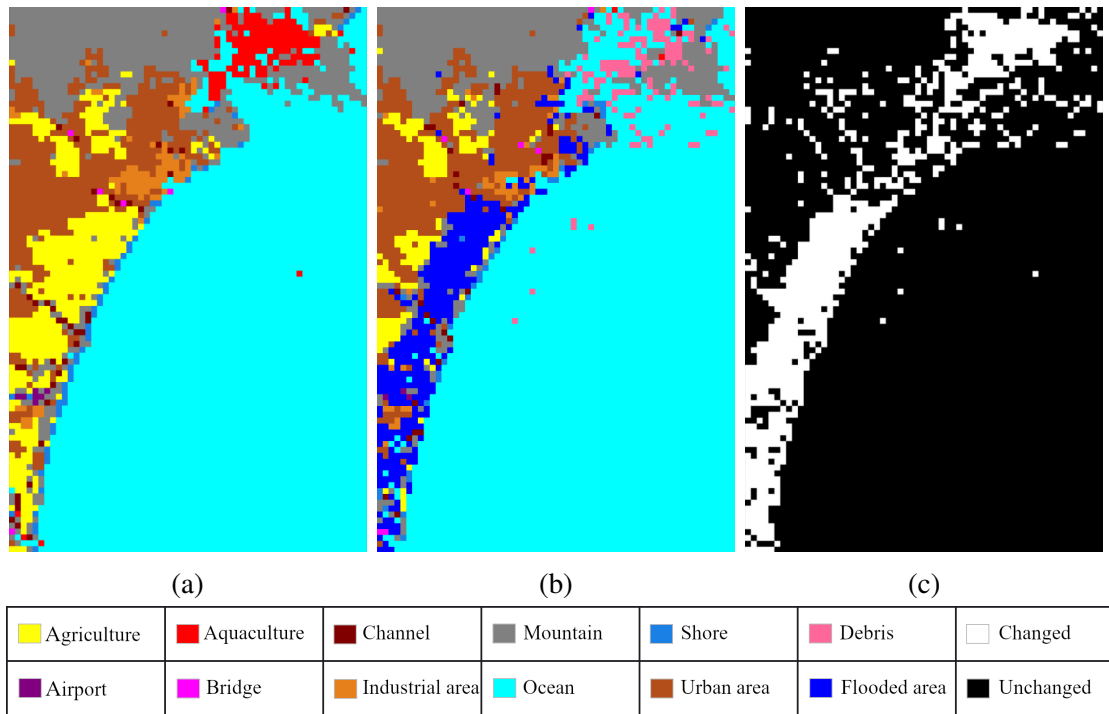 (a) (b) (c)
Agriculture Aquaculture Channel Mountain Shore Debris Changed
Airport Bridge Industrial area Ocean Urban area Flooded area Unchanged